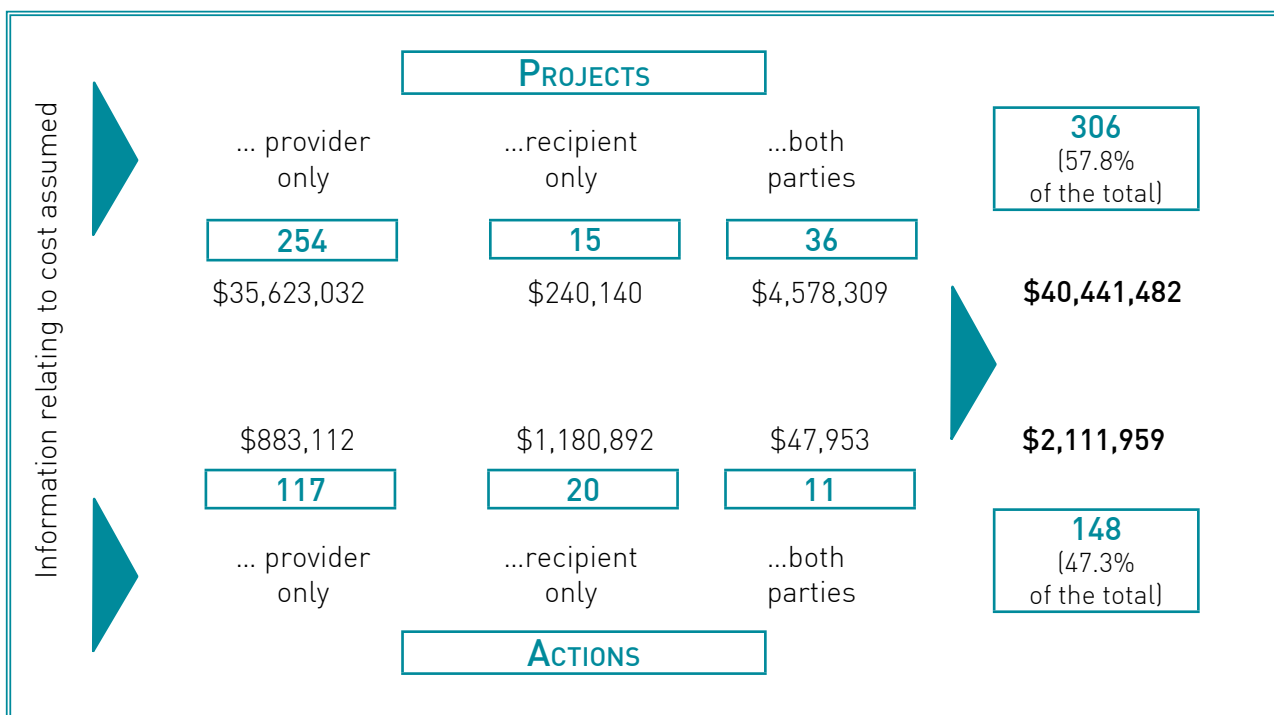 Information relating to cost assumed
PROJECTS
... provider
only
...recipient
only
...both
parties
306
(57.8%
of the total)
254
15
36
$35,623,032
$240,140
$4,578,309
$40,441,482
$883,112
$1,180,892
$47,953
$2,111,959
117
20
11
148
(47.3%
of the total)
... provider
only
...recipient
only
...both
parties
ACTIONS